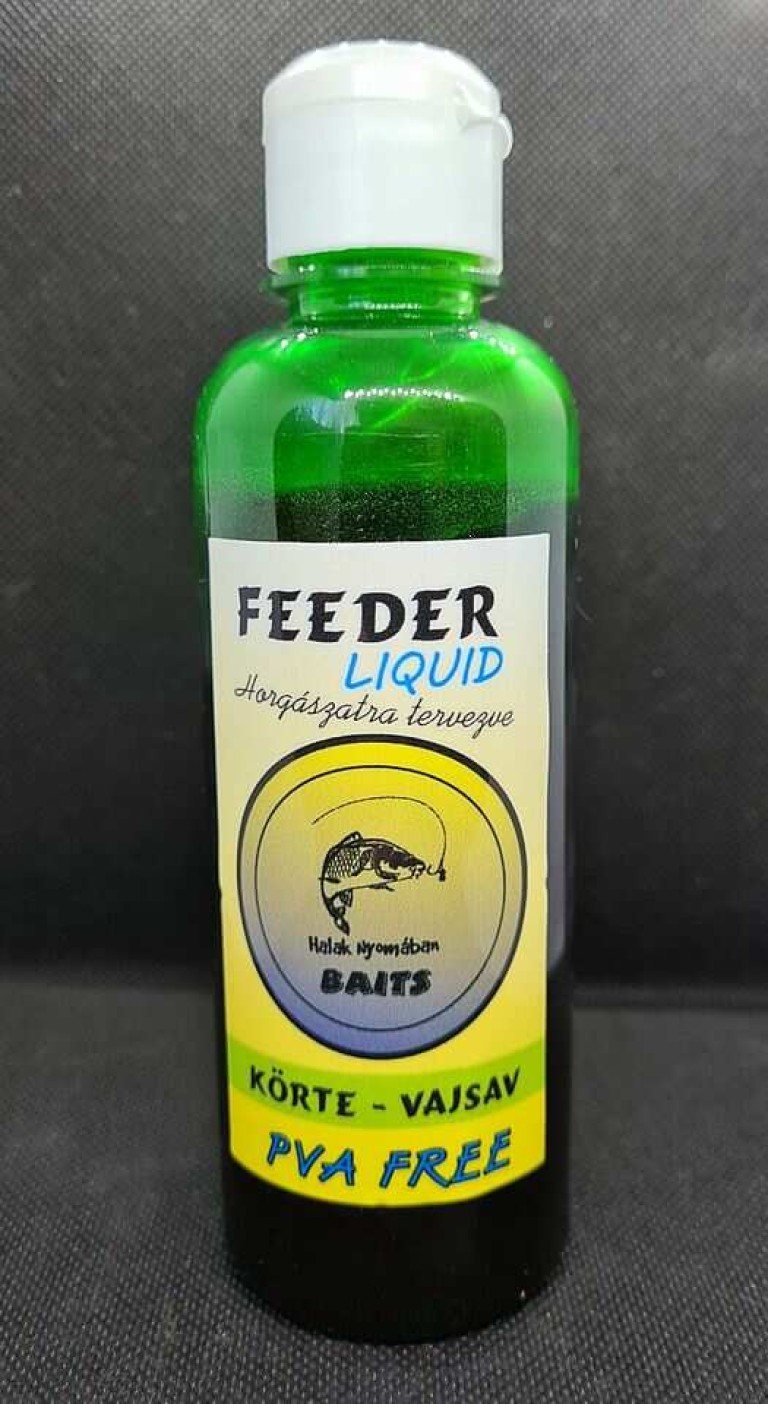 FEEDER
LIQUID
Horgászatra tervezve
Halak Nyomában
BAITS
KÖRTE - VAJSAV
PVA FREE